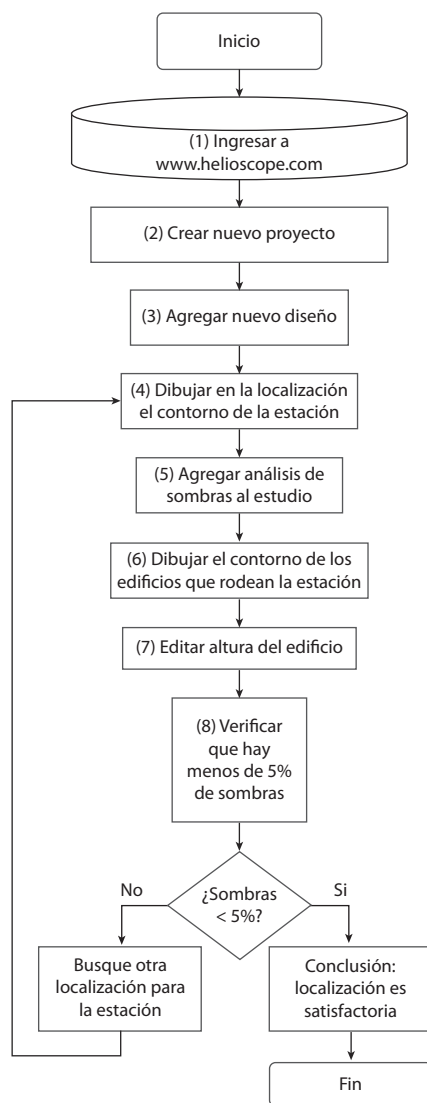 Inicio
(1) Ingresar a
www.helioscope.com
(2) Crear nuevo proyecto
(3) Agregar nuevo diseño
(4) Dibujar en la localización
el contorno de la estación
(5) Agregar análisis de
sombras al estudio
(6) Dibujar el contorno de los
edificios que rodean la estación
(7) Editar altura del edificio
(8) Verificar
que hay
menos de 5%
de sombras
¿Sombras
< 5%?
No
Si
Busque otra
localización para
la estación
Conclusión:
localización es
satisfactoria
Fin